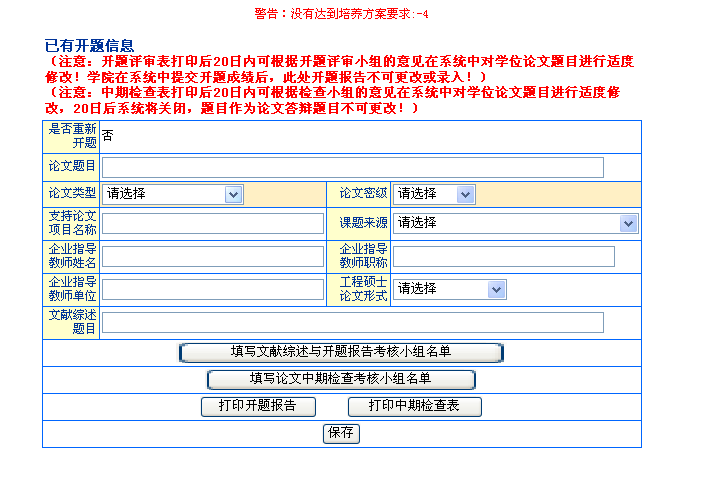 警告：没有达到培养方案要求:-4
已有开题信息
（注意：开题评审表打印后20日内可根据开题评审小组的意见在系统中对学位论文题目进行适度
修改！学院在系统中提交开题成绩后，此处开题报告不可更改或录入！）
（注意：中期检查表打印后20日内可根据检查小组的意见在系统中对学位论文题目进行适度修
改，20日后系统将关闭，题目作为论文答辩题目不可更改！）
是否重新
开题
否
论文题目
论文类型
请选择
论文密级
请选择
支持论文
项目名称
课题来源
请选择
企业指导
教师姓名
企业指导
教师职称
企业指导
教师单位
工程硕士
论文形式
请选择
文献综述
题目
填写文献综述与开题报告考核小组名单
填写论文中期检查考核小组名单
打印开题报告
打印中期检查表
保存